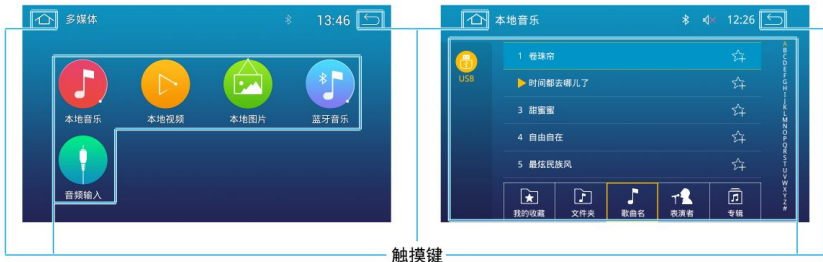 多媒体
13:46
本地音乐
本地视频
本地图片
蓝牙音乐
音频输入
本地音乐
12:26
USB
1 卷珠帘
时间都去哪儿了
3 甜蜜蜜
4 自由自在
5 最炫民族风
A
B
C
D
E
F
G
H
I
J
K
L
M
N
O
P
Q
R
S
T
U
V
W
X
Y
Z
#
我的收藏
文件夹
歌曲名
表演者
专辑
触摸键